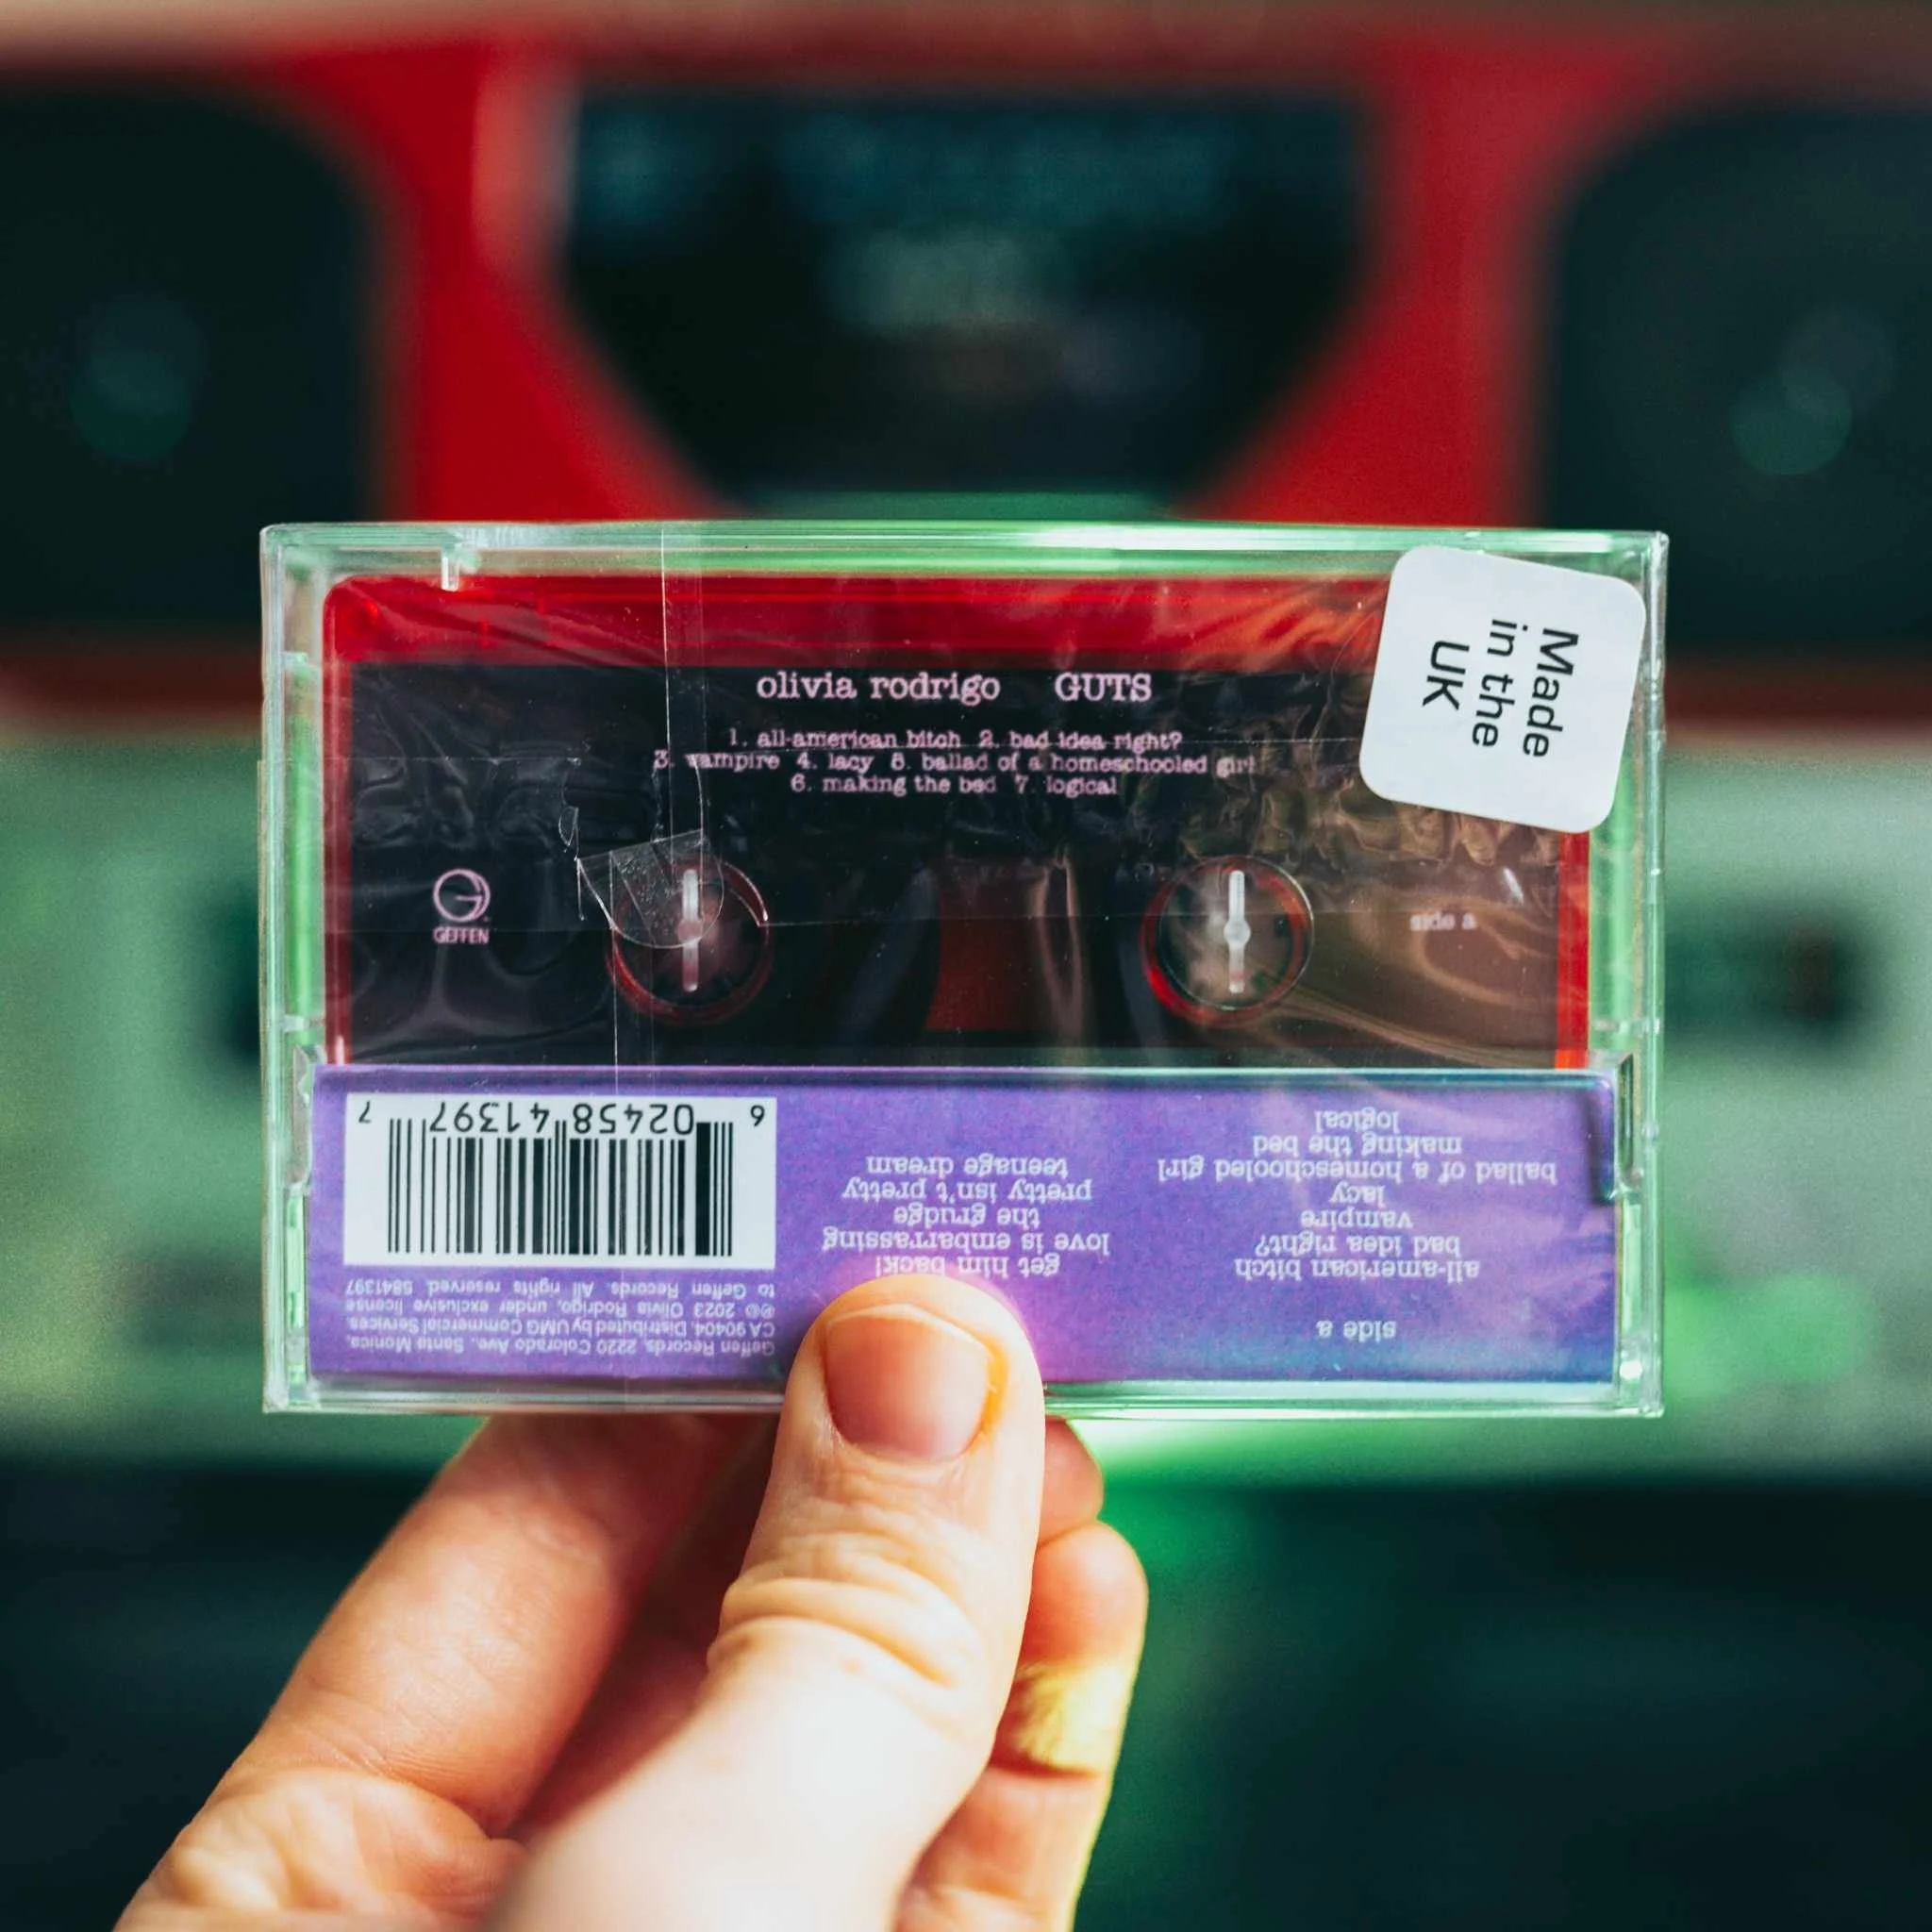 olivia rodrigo GUTS
1. all-american bitch 2. bad idea right?
3. vampire 4. lacy 5. ballad of a homeschooled girl
6. making the bed 7. logical
Made
in the
UK
GEFFEN
side a
side a
all-american bitch
bad idea right?
vampire
lacy
ballad of a homeschooled girl
making the bed
logical
get him back!
love is embarrassing
the grudge
pretty isn't pretty
teenage dream
Geffen Records, 2220 Colorado Ave. Santa Monica,
CA 90404. Distributed by UMG Commercial Services.
℗© 2023 Olivia Rodrigo, under exclusive license
to Geffen Records. All rights reserved. 5841397
6 02458 41397 7